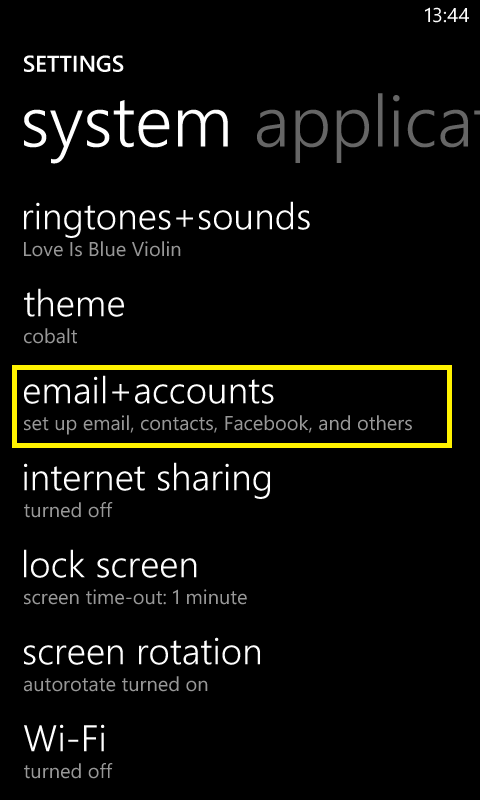 13:44
SETTINGS
system applicat
ringtones+sounds
Love Is Blue Violin
theme
cobalt
email+accounts
set up email, contacts, Facebook, and others
internet sharing
turned off
lock screen
screen time-out: 1 minute
screen rotation
autorotate turned on
Wi-Fi
turned off